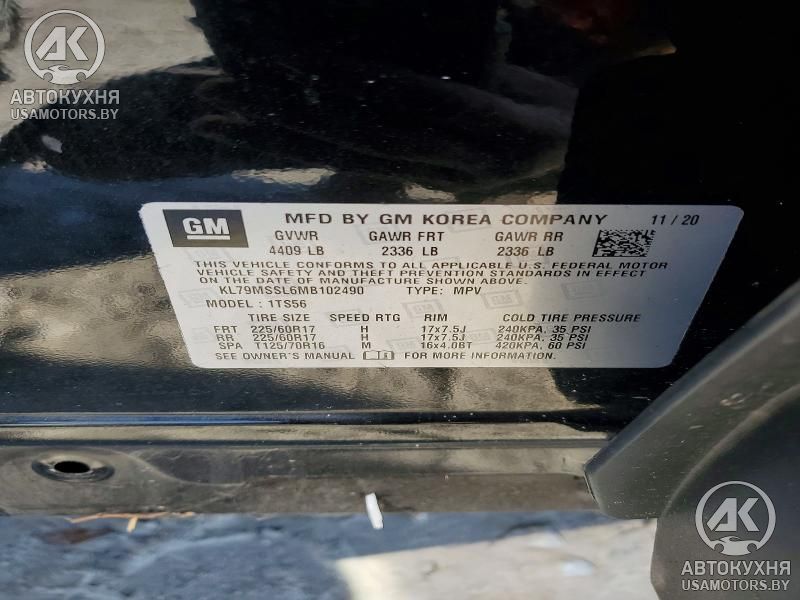 АК
АВТОКУХНЯ
USAMOTORS.BY
GM MFD BY GM KOREA COMPANY 11/20
GVWR GAWR FRT GAWR RR
4409 LB 2336 LB 2336 LB
THIS VEHICLE CONFORMS TO ALL APPLICABLE U.S. FEDERAL MOTOR
VEHICLE SAFETY AND THEFT PREVENTION STANDARDS IN EFFECT
ON THE DATE OF MANUFACTURE SHOWN ABOVE.
KL79MSSL6MB102490 TYPE: MPV
MODEL : 1TS56
TIRE SIZE SPEED RTG RIM COLD TIRE PRESSURE
FRT 225/60R17 H 17x7.5J 240KPA, 35 PSI
RR 225/60R17 H 17x7.5J 240KPA, 35 PSI
SPA T125/70R16 M 16x4.0BT 420KPA, 60 PSI
SEE OWNER'S MANUAL FOR MORE INFORMATION.
АК
АВТОКУХНЯ
USAMOTORS.BY